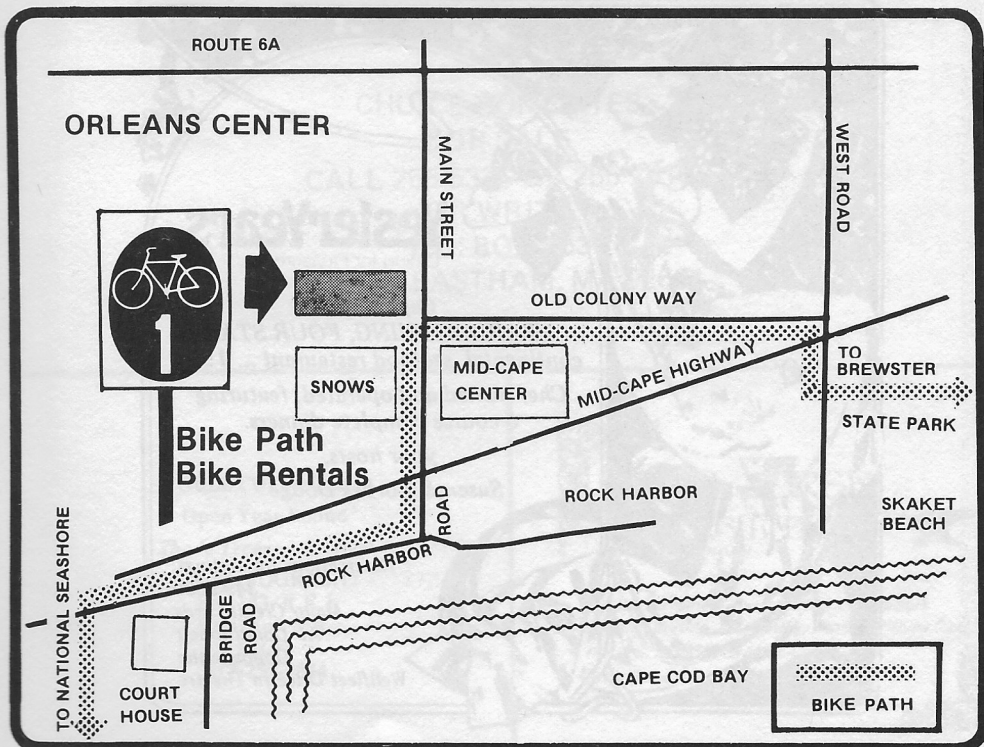 ROUTE 6A
ORLEANS CENTER
MAIN STREET
WEST ROAD
1
OLD COLONY WAY
SNOWS
MID-CAPE
CENTER
MID-CAPE HIGHWAY
TO
BREWSTER
STATE PARK
Bike Path
Bike Rentals
ROCK HARBOR
SKAKET
BEACH
ROCK HARBOR
ROAD
TO NATIONAL SEASHORE
BRIDGE
ROAD
COURT
HOUSE
CAPE COD BAY
BIKE PATH